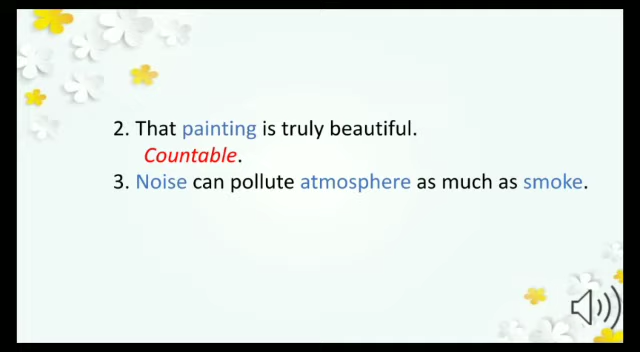 2. That painting is truly beautiful.
Countable.
3. Noise can pollute atmosphere as much as smoke.